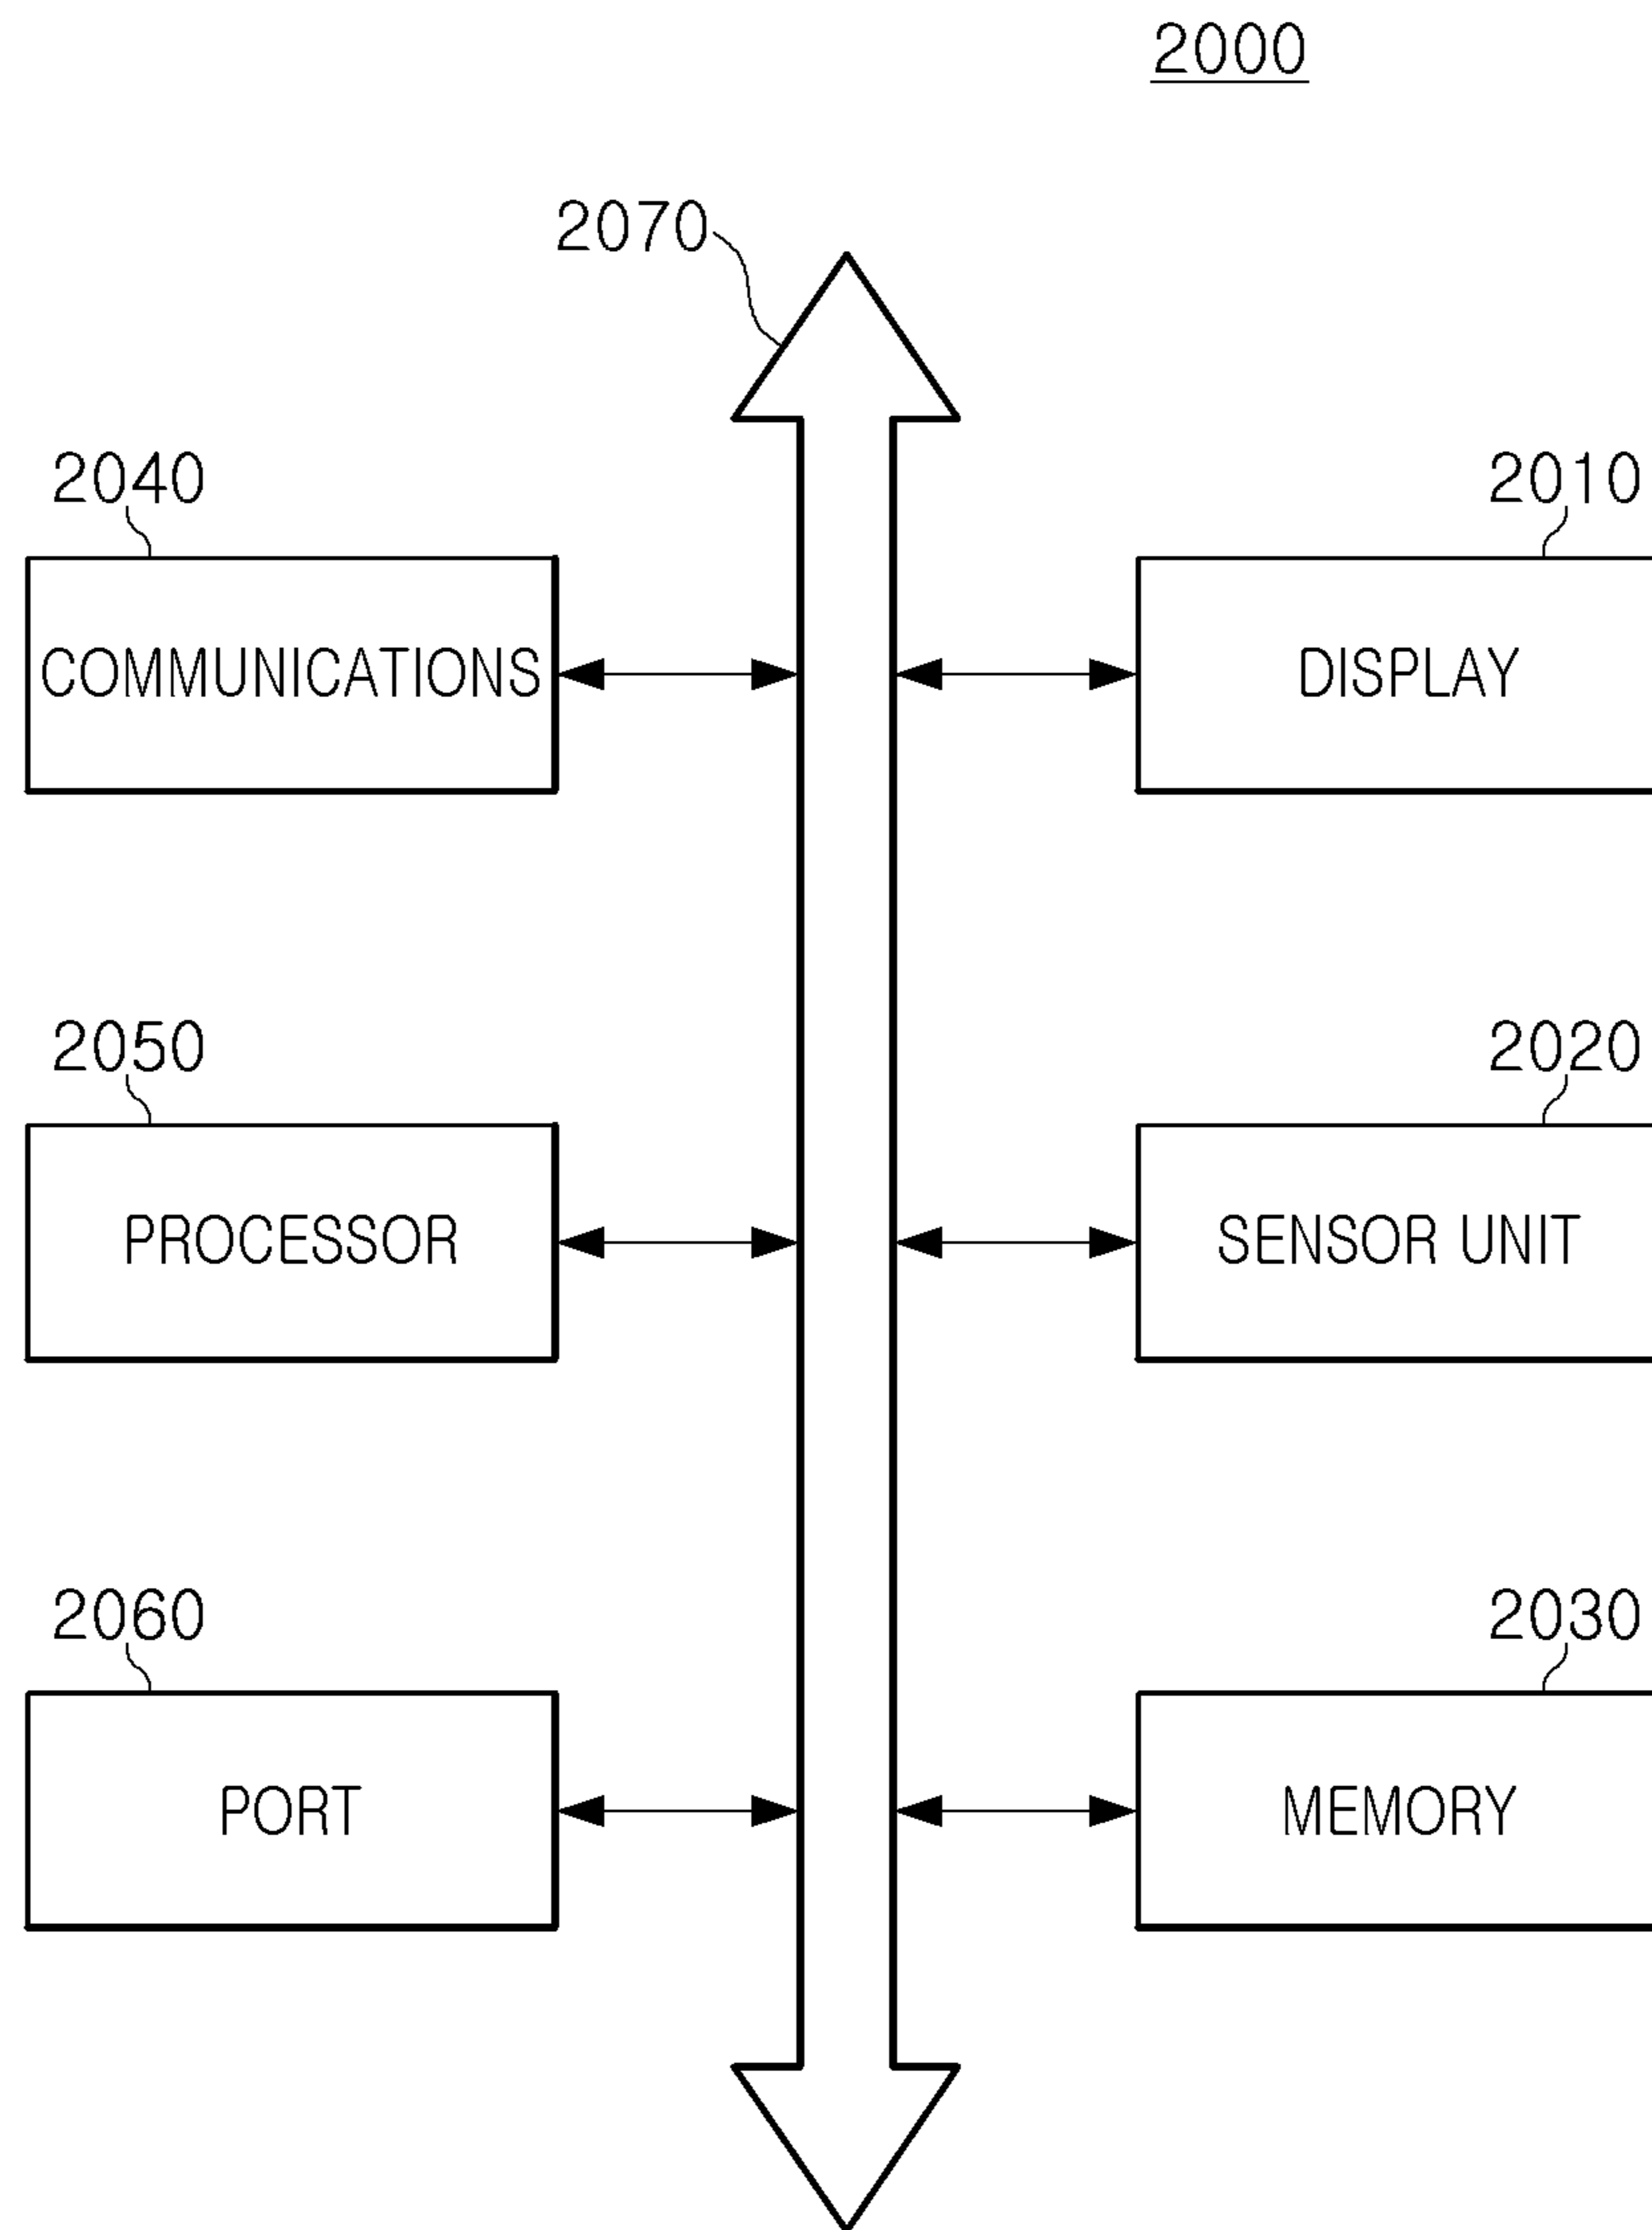 2000
2070
2040
2010
COMMUNICATIONS
DISPLAY
2050
2020
PROCESSOR
SENSOR UNIT
2060
2030
PORT
MEMORY